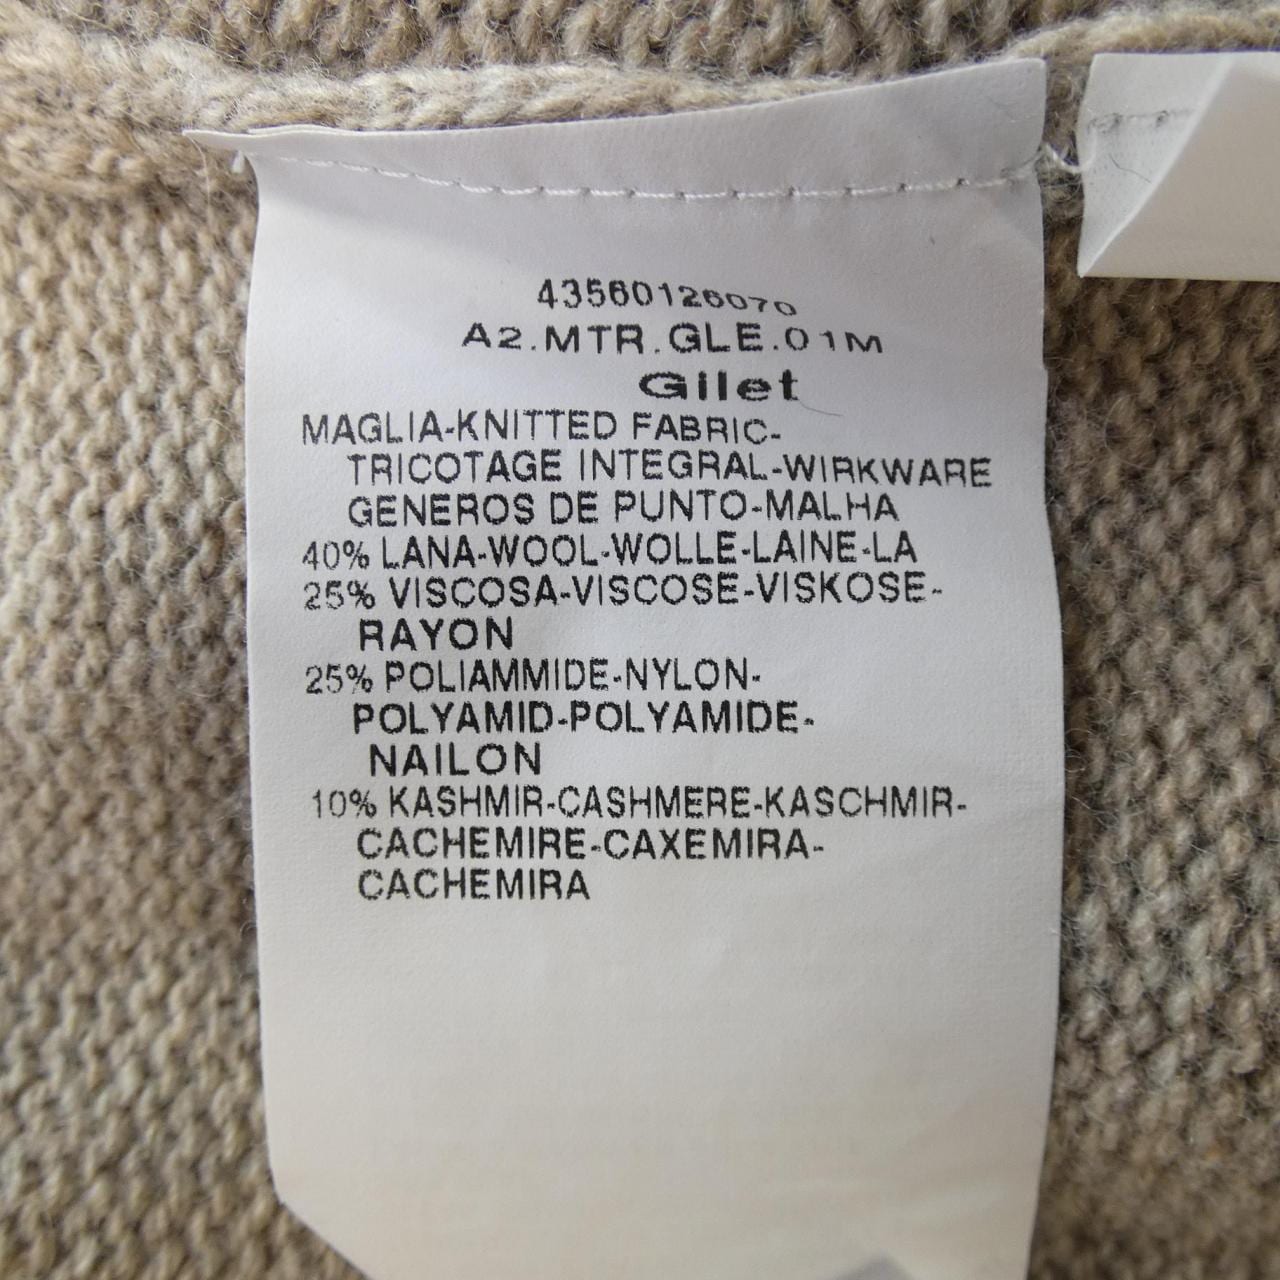 43560126070
A2.MTR.GLE.01M
Gilet
MAGLIA-KNITTED FABRIC-
TRICOTAGE INTEGRAL-WIRKWARE
GENEROS DE PUNTO-MALHA
40% LANA-WOOL-WOLLE-LAINE-LA
25% VISCOSA-VISCOSE-VISKOSE-
RAYON
25% POLIAMMIDE-NYLON-
POLYAMID-POLYAMIDE-
NAILON
10% KASHMIR-CASHMERE-KASCHMIR-
CACHEMIRE-CAXEMIRA-
CACHEMIRA